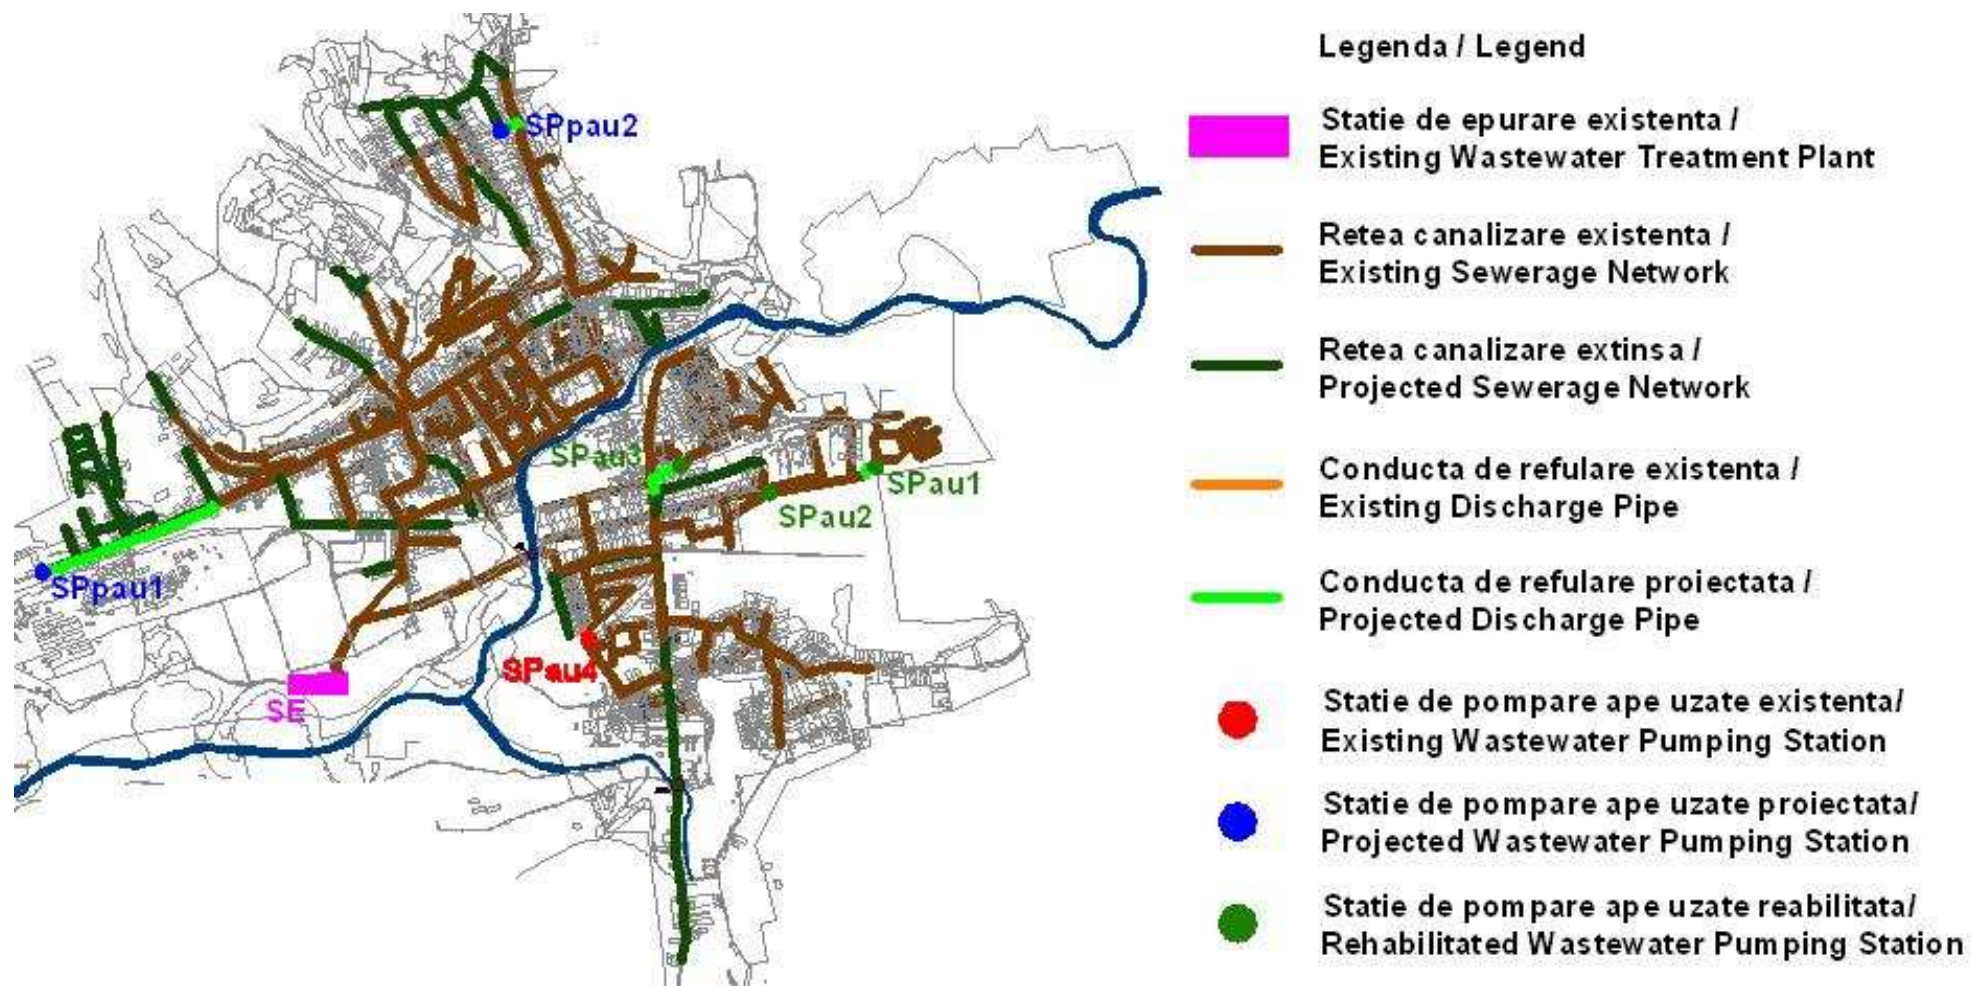 Legenda / Legend
Statie de epurare existenta /
Existing Wastewater Treatment Plant
Retea canalizare existenta /
Existing Sewerage Network
Retea canalizare extinsa /
Projected Sewerage Network
Conducta de refulare existenta /
Existing Discharge Pipe
Conducta de refulare proiectata /
Projected Discharge Pipe
Statie de pompare ape uzate existenta/
Existing Wastewater Pumping Station
Statie de pompare ape uzate proiectata/
Projected Wastewater Pumping Station
Statie de pompare ape uzate reabilitata/
Rehabilitated Wastewater Pumping Station
SPpau2
SPau3
SPau1
SPau2
SPpau1
SPau4
SE